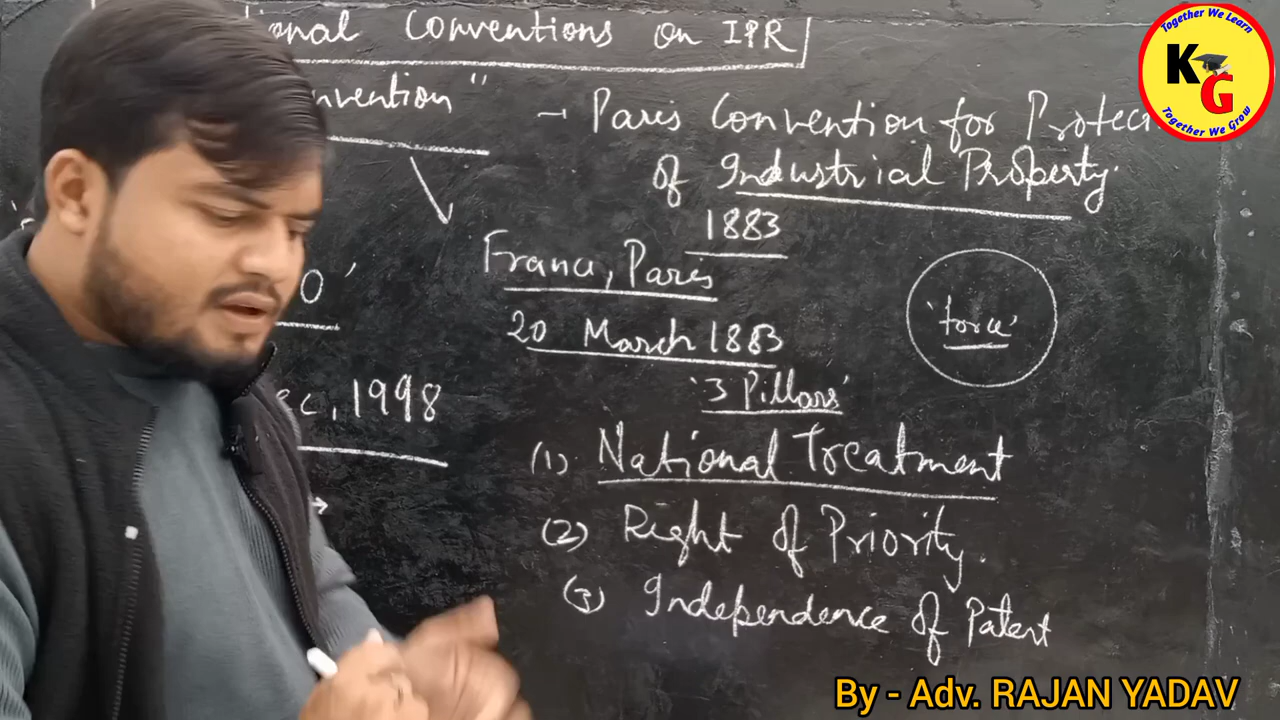 onal Conventions on IPR
nvention"
→ Paris Convention for Protec
of Industrial Property.
1883
France, Paris
20 March 1883
'force'
O'
ec, 1998
'3 Pillars'
(1) National Treatment
(2) Right of Priority.
(3) Independence of Patent
Together We Learn
KG
Together We Grow
By - Adv. RAJAN YADAV